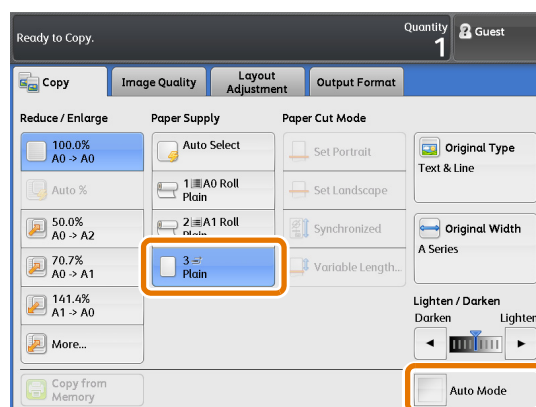 Ready to Copy.
Quantity
1
Guest
Copy
Image Quality
Layout
Adjustment
Output Format
Reduce / Enlarge
Paper Supply
Paper Cut Mode
100.0%
A0 -> A0
Auto %
50.0%
A0 -> A2
70.7%
A0 -> A1
141.4%
A1 -> A0
More...
Copy from
Memory
Auto Select
1 A0 Roll
Plain
2 A1 Roll
Plain
3
Plain
Set Portrait
Set Landscape
Synchronized
Variable Length...
Original Type
Text & Line
Original Width
A Series
Lighten / Darken
Darken
Lighten
Auto Mode